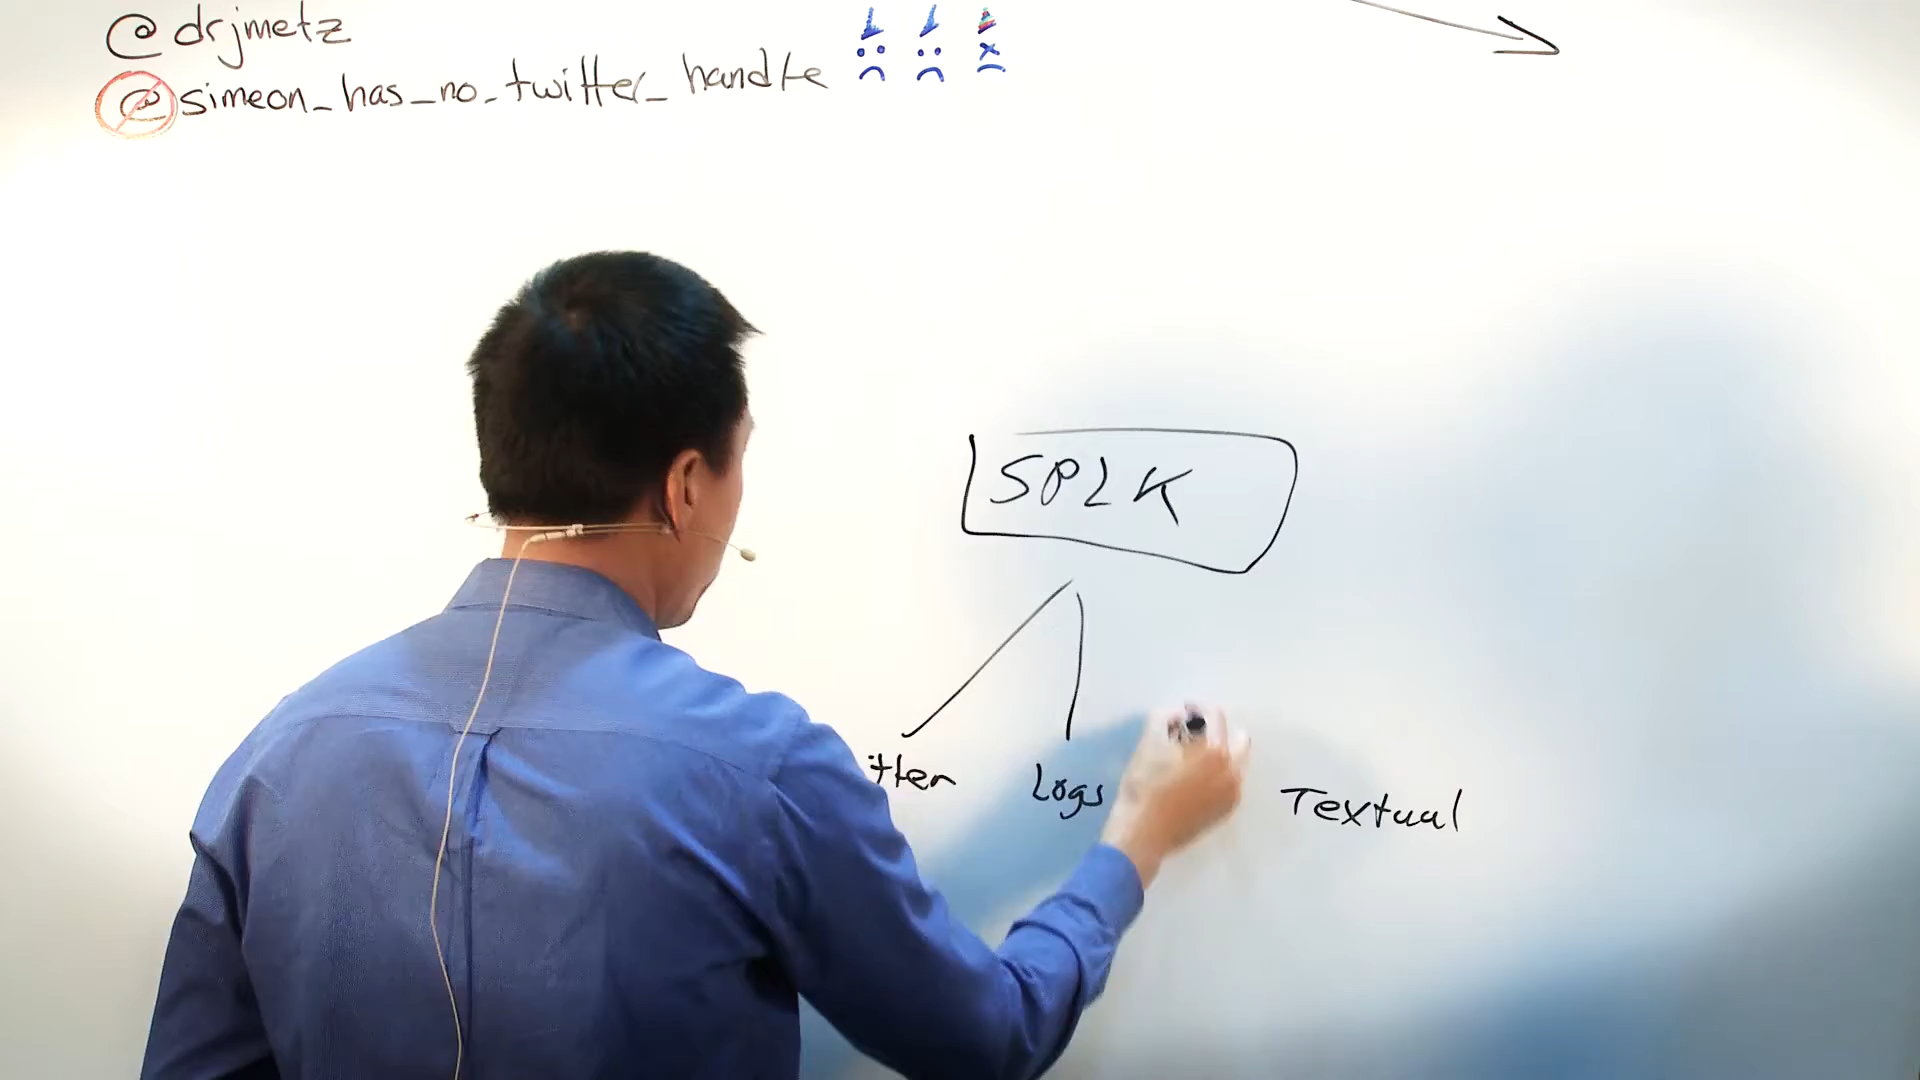 @drjmetz
@simeon_has_no_twitter_handle
SPLK
itter
Logs
Textual